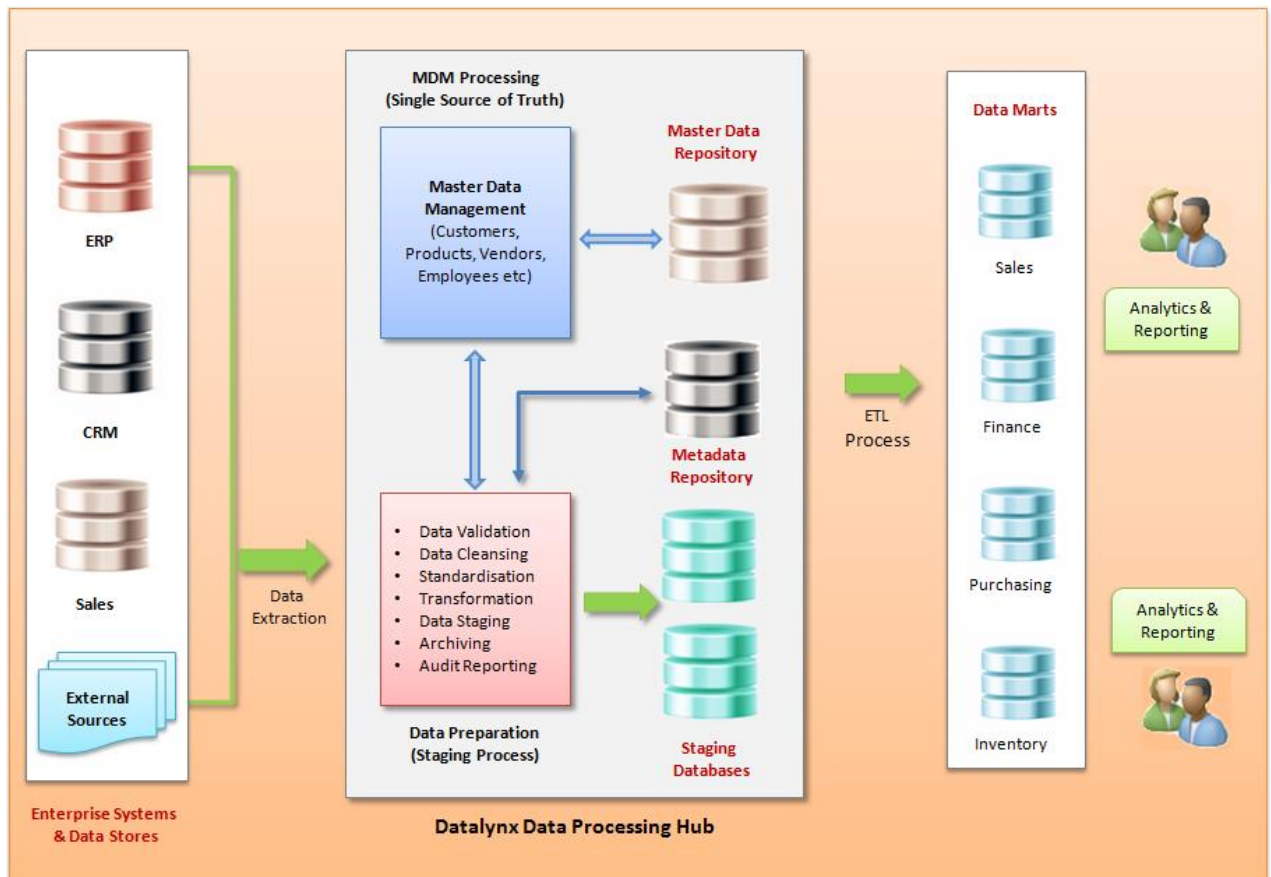 ERP
CRM
Sales
External
Sources
Enterprise Systems
& Data Stores
Data
Extraction
MDM Processing
(Single Source of Truth)
Master Data
Management
(Customers,
Products, Vendors,
Employees etc)
Master Data
Repository
Metadata
Repository
• Data Validation
• Data Cleansing
• Standardisation
• Transformation
• Data Staging
• Archiving
• Audit Reporting
Data Preparation
(Staging Process)
Staging
Databases
Datalynx Data Processing Hub
ETL
Process
Data Marts
Sales
Finance
Purchasing
Inventory
Analytics &
Reporting
Analytics &
Reporting